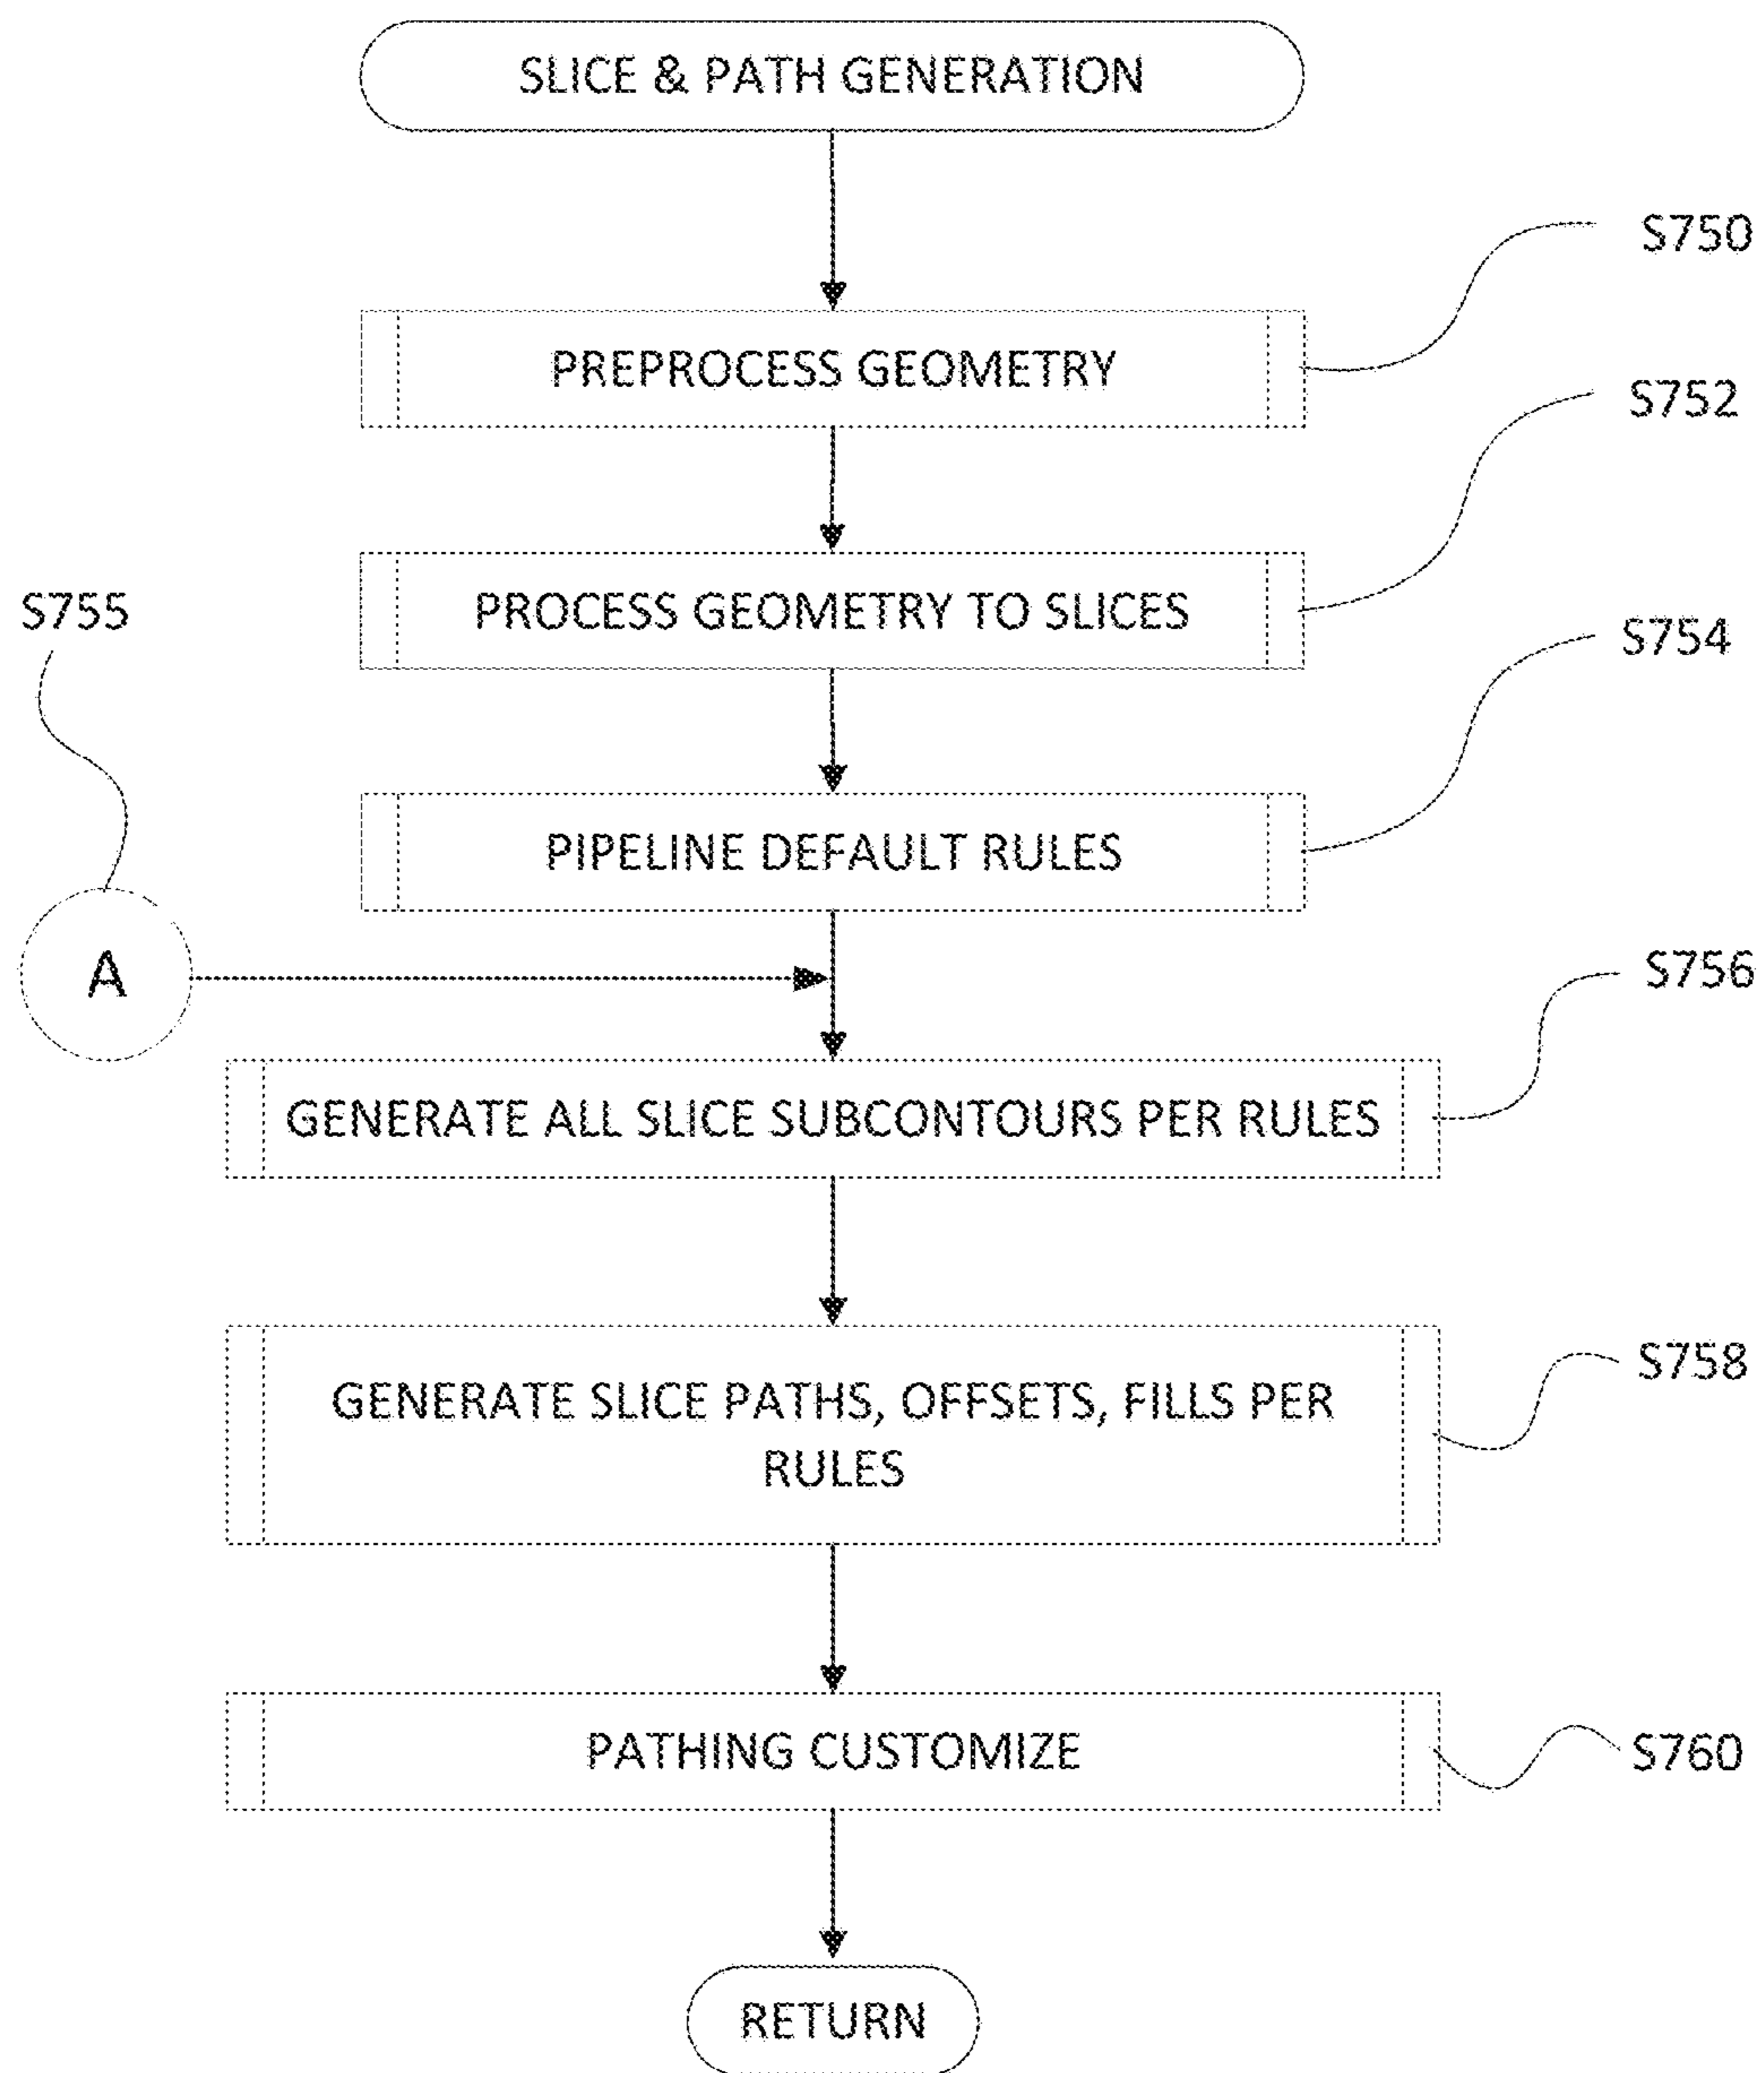 SLICE & PATH GENERATION
S750
PREPROCESS GEOMETRY
S752
PROCESS GEOMETRY TO SLICES
S755
S754
PIPELINE DEFAULT RULES
A
S756
GENERATE ALL SLICE SUBCONTOURS PER RULES
S758
GENERATE SLICE PATHS, OFFSETS, FILLS PER
RULES
PATHING CUSTOMIZE
S760
RETURN